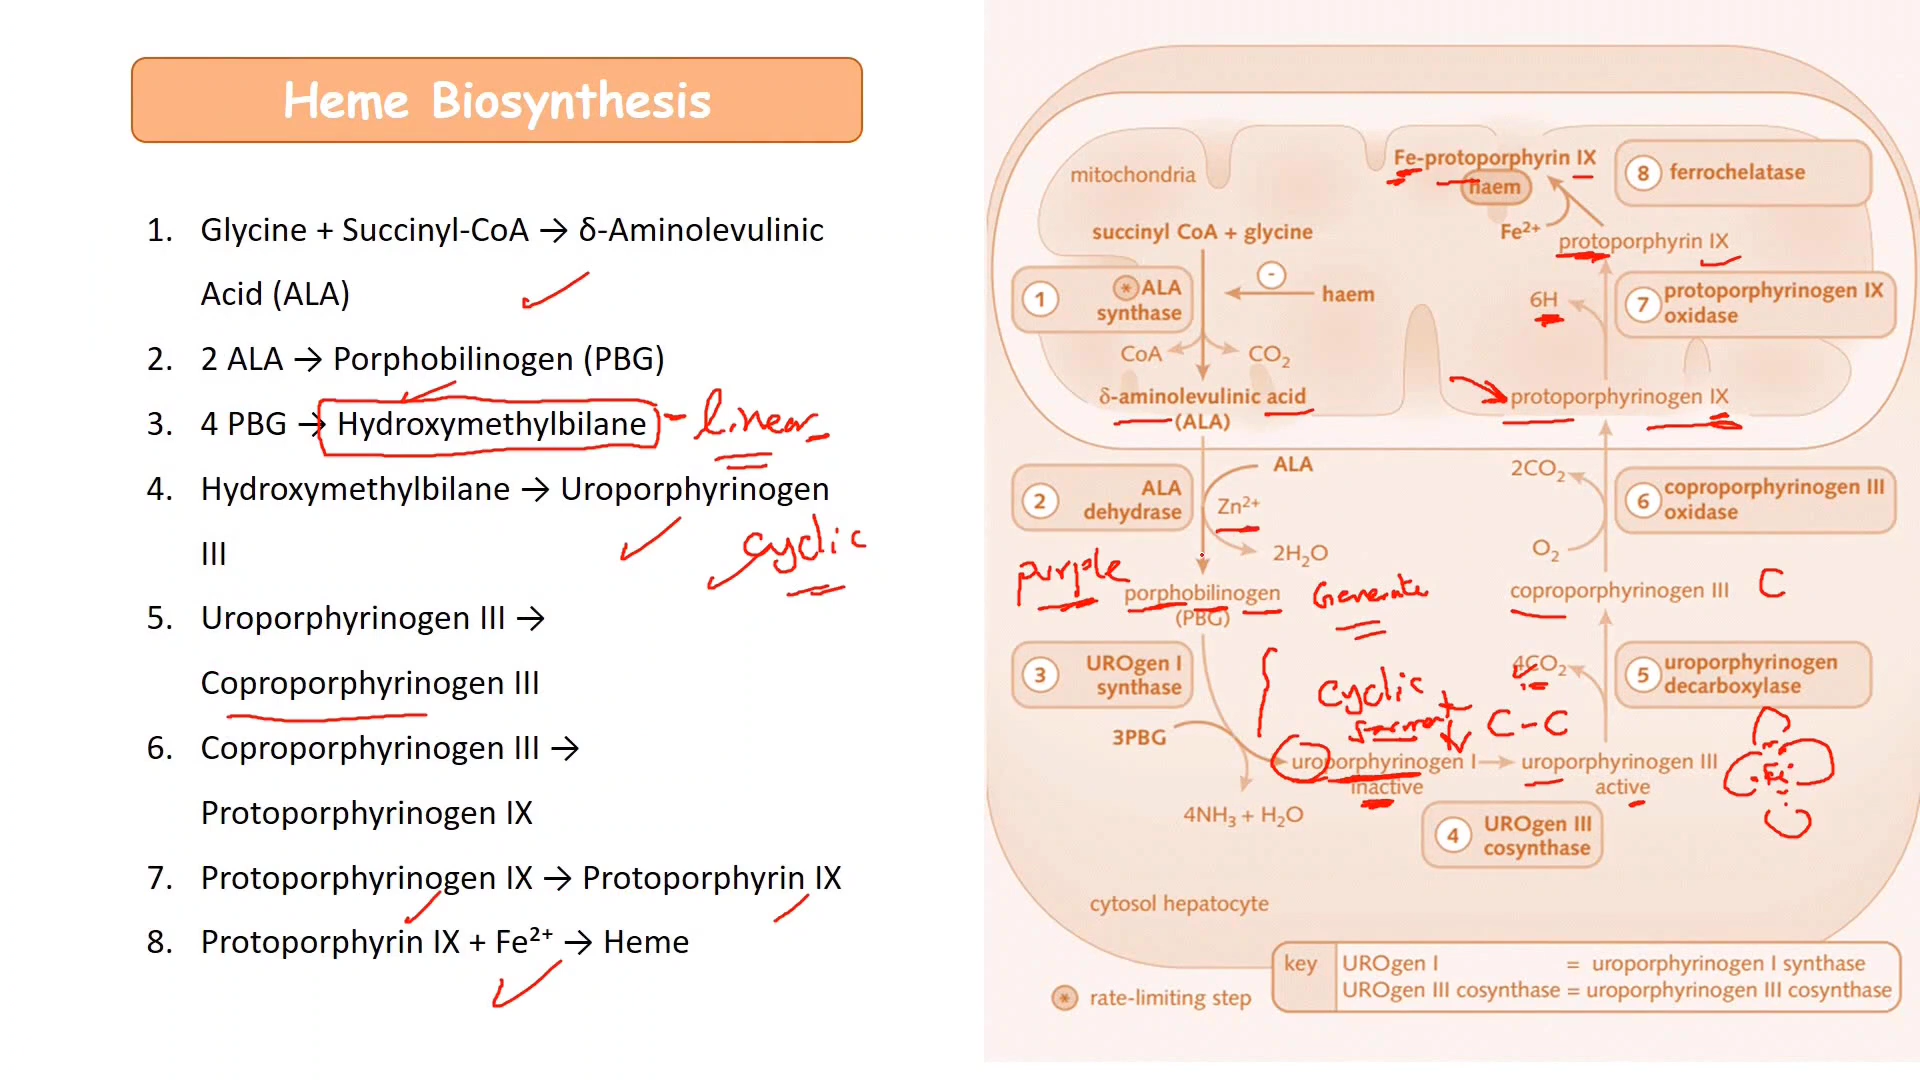 Heme Biosynthesis
1. Glycine + Succinyl-CoA → δ-Aminolevulinic
Acid (ALA)
2. 2 ALA → Porphobilinogen (PBG)
3. 4 PBG → Hydroxymethylbilane - linear
4. Hydroxymethylbilane → Uroporphyrinogen
III
cyclic
5. Uroporphyrinogen III →
Coproporphyrinogen III
6. Coproporphyrinogen III →
Protoporphyrinogen IX
7. Protoporphyrinogen IX → Protoporphyrin IX
8. Protoporphyrin IX + Fe²⁺ → Heme
mitochondria
succinyl CoA + glycine
1 * ALA
synthase
- haem
CoA CO₂
δ-aminolevulinic acid
(ALA)
2 ALA
dehydrase
ALA
Zn²⁺
2H₂O
purple
porphobilinogen
(PBG)
Generate
3 UROgen I
synthase
3PBG
4NH₃ + H₂O
cyclic
C-C
uroporphyrinogen I
inactive
uroporphyrinogen III
active
4 UROgen III
cosynthase
4CO₂
5 uroporphyrinogen
decarboxylase
coproporphyrinogen III C
2CO₂
O₂
6 coproporphyrinogen III
oxidase
protoporphyrinogen IX
6H
7 protoporphyrinogen IX
oxidase
protoporphyrin IX
Fe²⁺
8 ferrochelatase
Fe-protoporphyrin IX
haem
Fe
cytosol hepatocyte
* rate-limiting step
key
UROgen I = uroporphyrinogen I synthase
UROgen III cosynthase = uroporphyrinogen III cosynthase